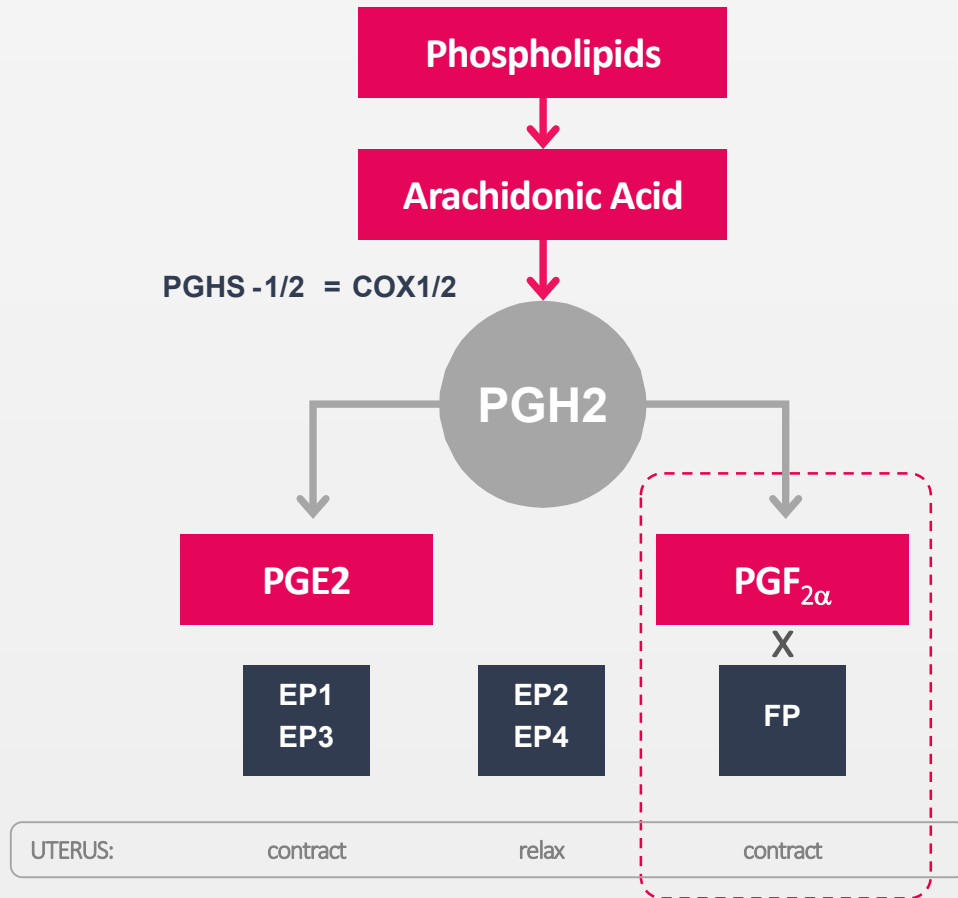 Phospholipids
Arachidonic Acid
PGHS -1/2 = COX1/2
PGH2
PGE2
PGF2α
X
EP1
EP3
EP2
EP4
FP
UTERUS: contract relax contract